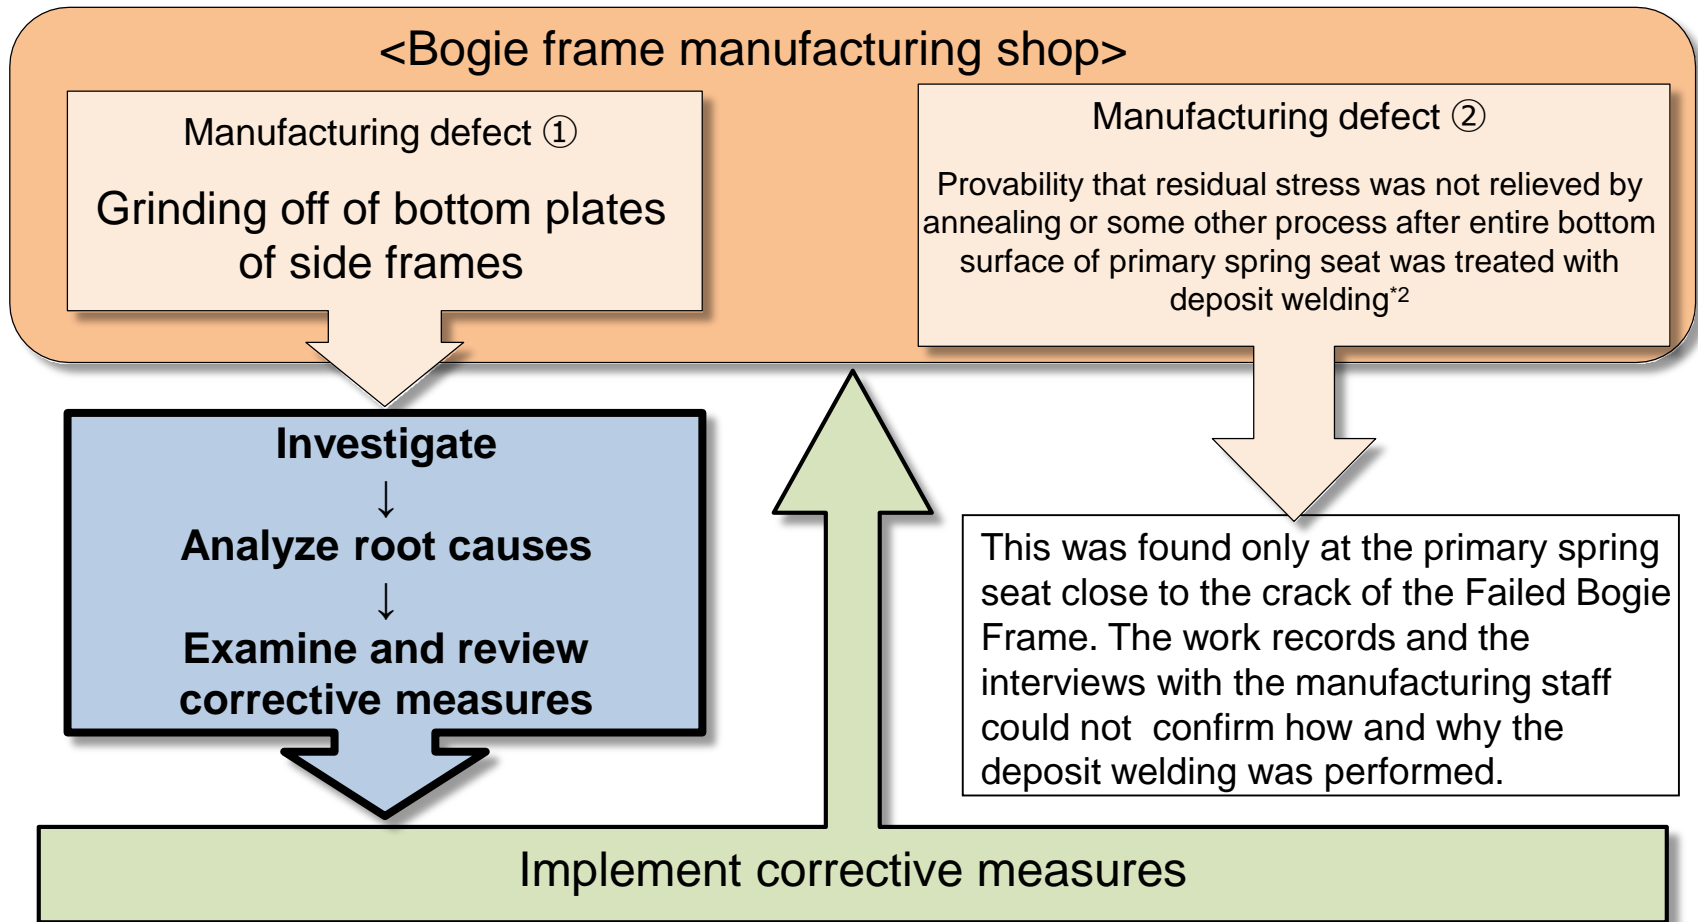 <Bogie frame manufacturing shop>
Manufacturing defect ①
Grinding off of bottom plates
of side frames
Manufacturing defect ②
Provability that residual stress was not relieved by
annealing or some other process after entire bottom
surface of primary spring seat was treated with
deposit welding*2
Investigate
↓
Analyze root causes
↓
Examine and review
corrective measures
This was found only at the primary spring
seat close to the crack of the Failed Bogie
Frame. The work records and the
interviews with the manufacturing staff
could not  confirm how and why the
deposit welding was performed.
Implement corrective measures